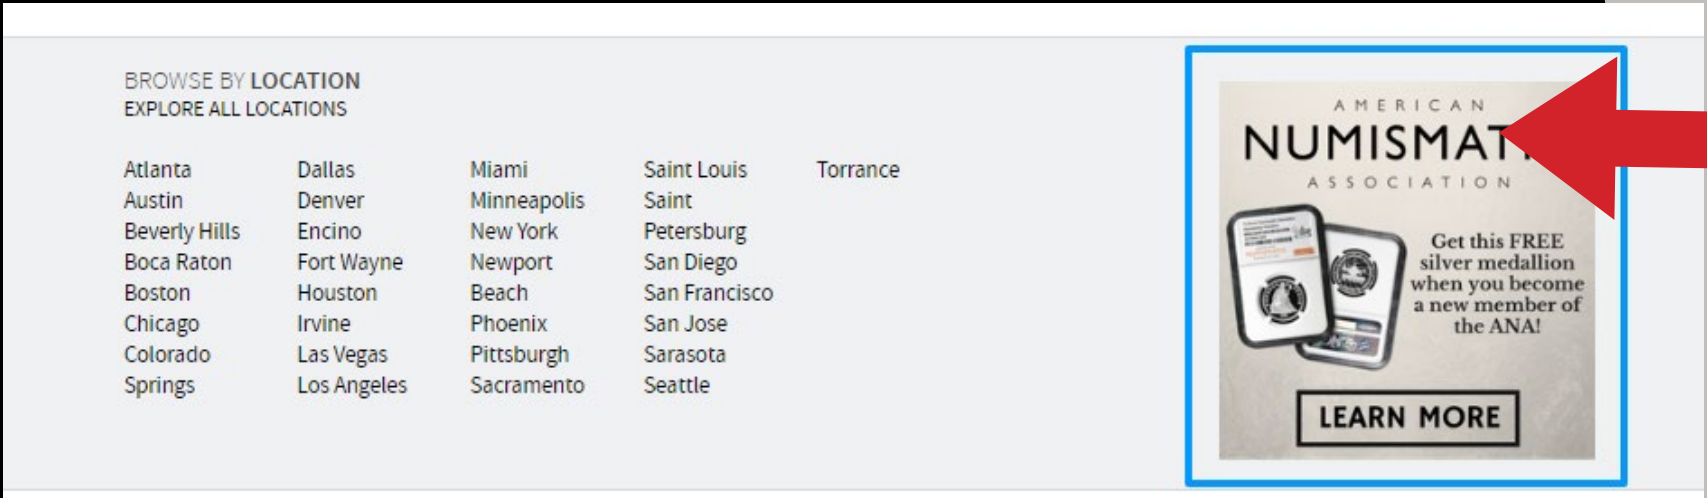 BROWSE BY LOCATION
EXPLORE ALL LOCATIONS
Atlanta
Austin
Beverly Hills
Boca Raton
Boston
Chicago
Colorado
Springs
Dallas
Denver
Encino
Fort Wayne
Houston
Irvine
Las Vegas
Los Angeles
Miami
Minneapolis
New York
Newport
Beach
Phoenix
Pittsburgh
Sacramento
Saint Louis
Saint
Petersburg
San Diego
San Francisco
San Jose
Sarasota
Seattle
Torrance
AMERICAN
NUMISMAT
ASSOCIATION
Get this FREE
silver medallion
when you become
a new member of
the ANA!
LEARN MORE